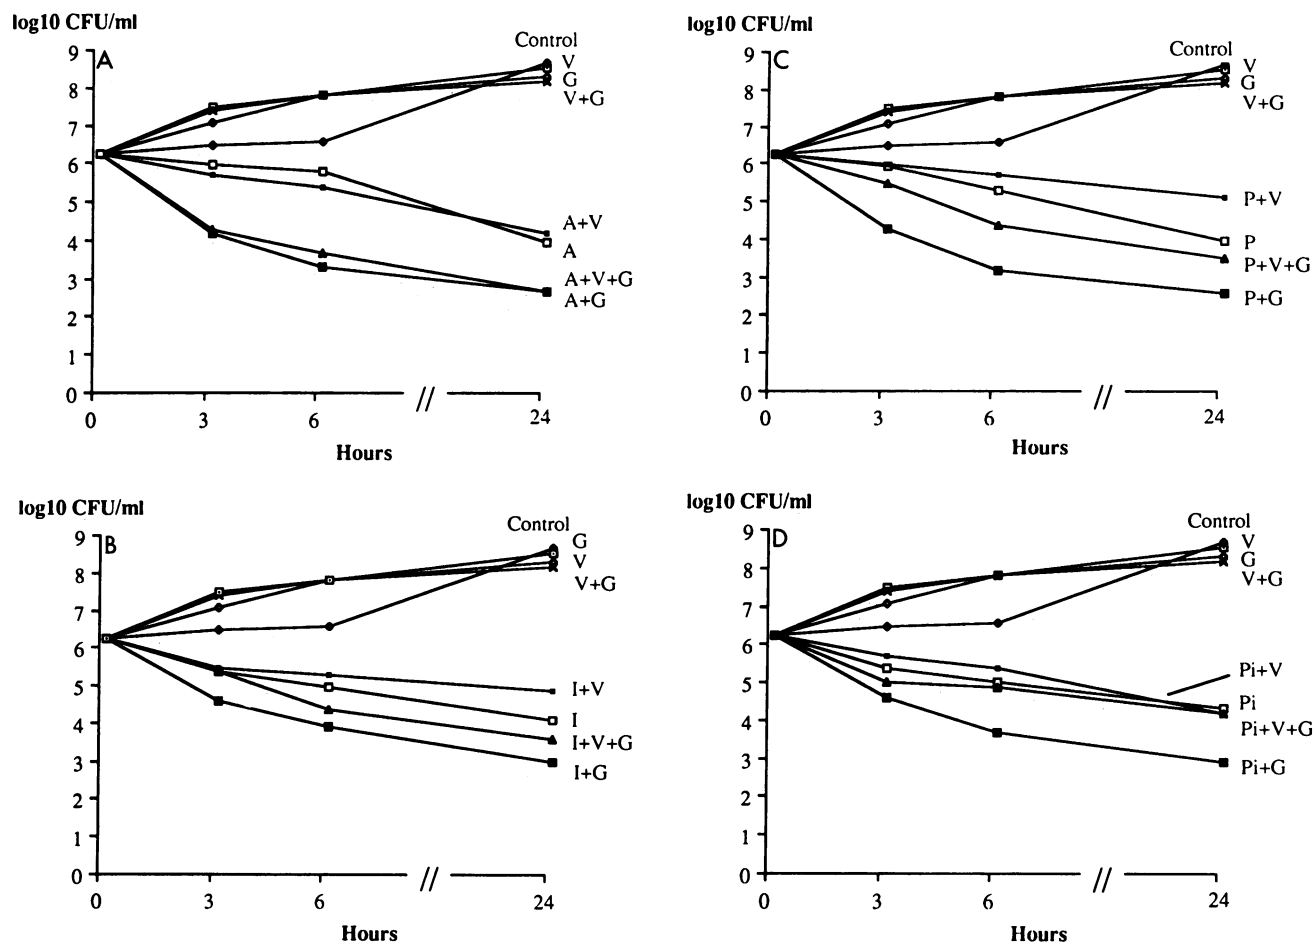 log10 CFU/ml
A
Control
9
8
7
6
5
4
3
2
1
0
V
G
V+G
A+V
A
A+V+G
A+G
0 3 6 // 24
Hours
log10 CFU/ml
C
Control
9
8
7
6
5
4
3
2
1
0
V
G
V+G
P+V
P
P+V+G
P+G
0 3 6 // 24
Hours
log10 CFU/ml
B
Control
9
8
7
6
5
4
3
2
1
0
G
V
V+G
I+V
I
I+V+G
I+G
0 3 6 // 24
Hours
log10 CFU/ml
D
Control
9
8
7
6
5
4
3
2
1
0
V
G
V+G
Pi+V
Pi
Pi+V+G
Pi+G
0 3 6 // 24
Hours